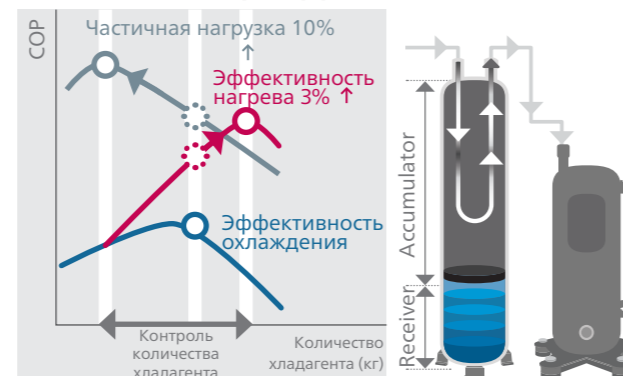 COP
Частичная нагрузка 10%
↑
Эффективность
нагрева 3% ↑
Эффективность
охлаждения
Контроль
количества
хладагента
Количество
хладагента (кг)
Accumulator
Receiver